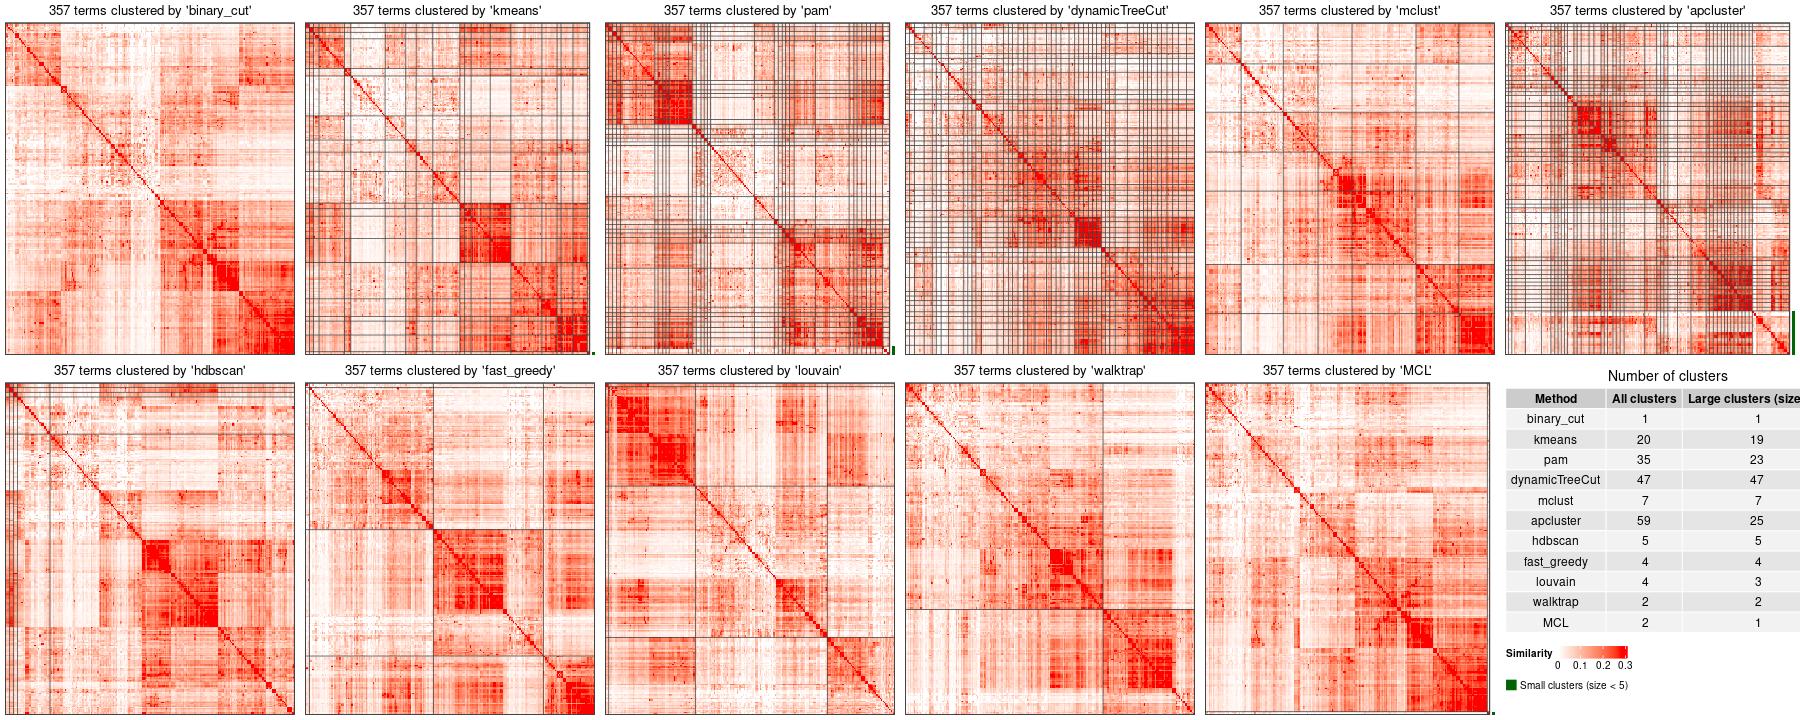 357 terms clustered by 'binary_cut'
357 terms clustered by 'kmeans'
357 terms clustered by 'pam'
357 terms clustered by 'dynamicTreeCut'
357 terms clustered by 'mclust'
357 terms clustered by 'apcluster'
357 terms clustered by 'hdbscan'
357 terms clustered by 'fast_greedy'
357 terms clustered by 'louvain'
357 terms clustered by 'walktrap'
357 terms clustered by 'MCL'
Number of clusters
Method All clusters Large clusters (size
binary_cut 1 1
kmeans 20 19
pam 35 23
dynamicTreeCut 47 47
mclust 7 7
apcluster 59 25
hdbscan 5 5
fast_greedy 4 4
louvain 4 3
walktrap 2 2
MCL 2 1
Similarity
0 0.1 0.2 0.3
Small clusters (size < 5)